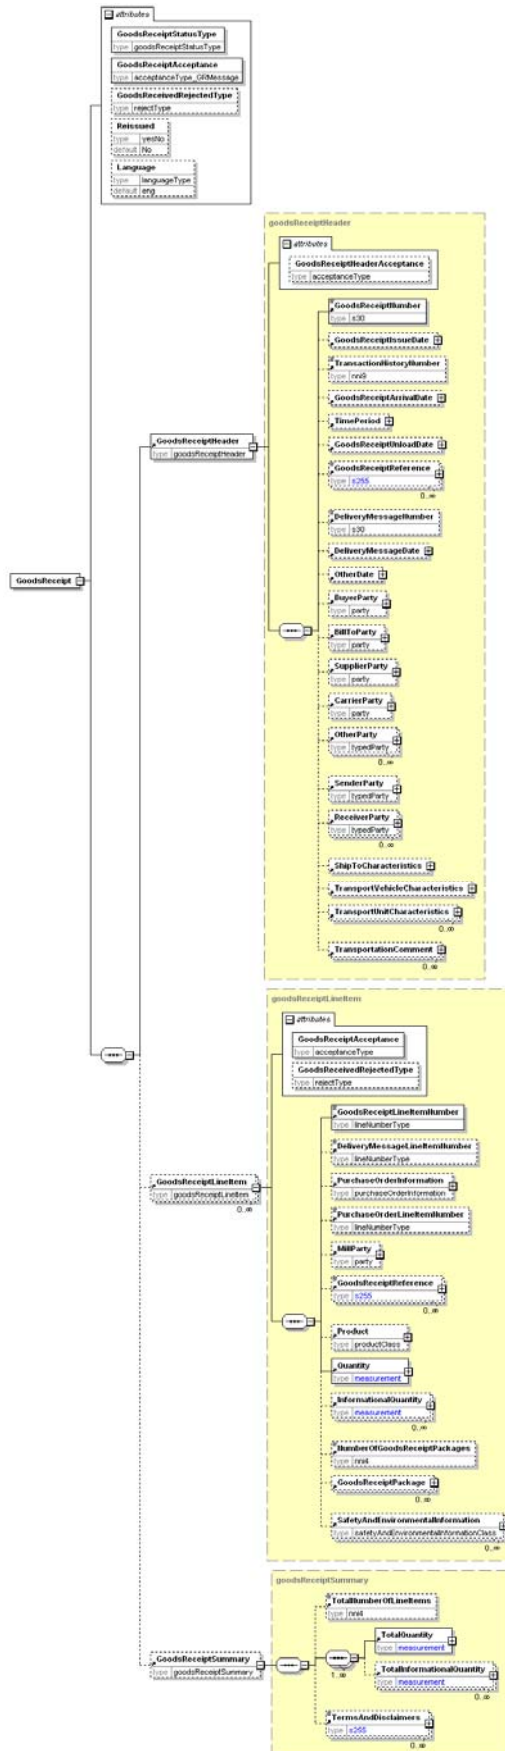 attributes
GoodsReceiptStatusType
type goodsReceiptStatusType
GoodsReceiptAcceptance
type acceptanceType_GRMessage
GoodsReceivedRejectedType
type rejectType
Reissued
type yesNo
default No
Language
type languageType
default eng
GoodsReceipt
GoodsReceiptHeader
type goodsReceiptHeader
goodsReceiptHeader
attributes
GoodsReceiptHeaderAcceptance
type acceptanceType
GoodsReceiptNumber
type s30
GoodsReceiptIssueDate
TransactionHistoryNumber
type nni9
GoodsReceiptArrivalDate
TimePeriod
GoodsReceiptUnloadDate
GoodsReceiptReference
type s255
0..∞
DeliveryMessageNumber
type s30
DeliveryMessageDate
OtherDate
BuyerParty
type party
BillToParty
type party
SupplierParty
type party
CarrierParty
type party
OtherParty
type typedParty
0..∞
SenderParty
type typedParty
ReceiverParty
type typedParty
0..∞
ShipToCharacteristics
TransportVehicleCharacteristics
TransportUnitCharacteristics
0..∞
TransportationComment
0..∞
GoodsReceiptLineItem
type goodsReceiptLineItem
0..∞
goodsReceiptLineItem
attributes
GoodsReceiptAcceptance
type acceptanceType
GoodsReceivedRejectedType
type rejectType
GoodsReceiptLineItemNumber
type lineNumberType
DeliveryMessageLineItemNumber
type lineNumberType
PurchaseOrderInformation
type purchaseOrderInformation
PurchaseOrderLineItemNumber
type lineNumberType
MillParty
type party
GoodsReceiptReference
type s255
0..∞
Product
type productClass
Quantity
type measurement
InformationalQuantity
type measurement
0..∞
NumberOfGoodsReceiptPackages
type nni4
GoodsReceiptPackage
0..∞
SafetyAndEnvironmentalInformation
type safetyAndEnvironmentalInformationClass
0..∞
GoodsReceiptSummary
type goodsReceiptSummary
goodsReceiptSummary
TotalNumberOfLineItems
type nni4
1..∞
TotalQuantity
type measurement
TotalInformationalQuantity
type measurement
0..∞
TermsAndDisclaimers
type s255
0..∞